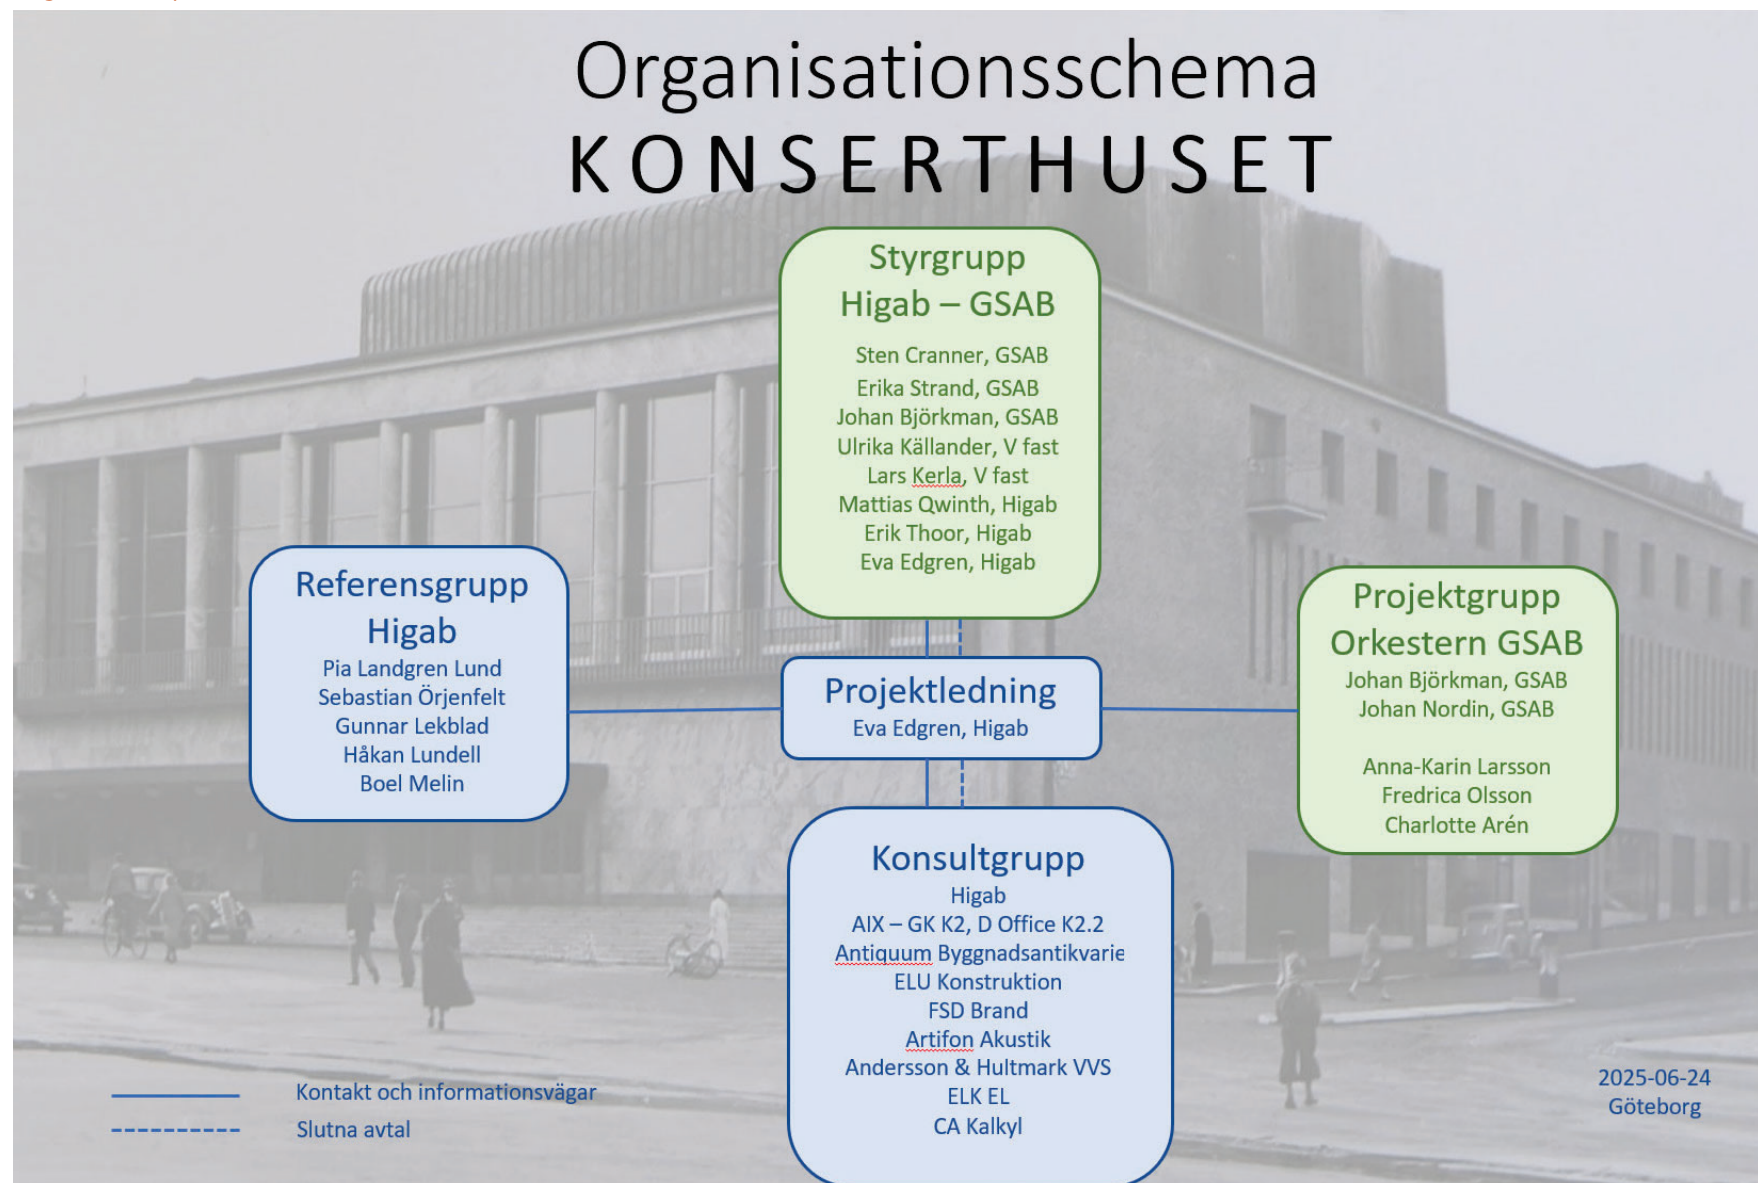 Organisationsschema
KONSERTHUSET
Styrgrupp
Higab – GSAB
Sten Cranner, GSAB
Erika Strand, GSAB
Johan Björkman, GSAB
Ulrika Källander, V fast
Lars Kerla, V fast
Mattias Qwinth, Higab
Erik Thoor, Higab
Eva Edgren, Higab
Referensgrupp
Higab
Pia Landgren Lund
Sebastian Örjenfelt
Gunnar Lekblad
Håkan Lundell
Boel Melin
Projektledning
Eva Edgren, Higab
Projektgrupp
Orkestern GSAB
Johan Björkman, GSAB
Johan Nordin, GSAB
Anna-Karin Larsson
Fredrica Olsson
Charlotte Arén
Konsultgrupp
Higab
AIX – GK K2, D Office K2.2
Antiquum Byggnadsantikvarie
ELU Konstruktion
FSD Brand
Artifon Akustik
Andersson & Hultmark VVS
ELK EL
CA Kalkyl
Kontakt och informationsvägar
Slutna avtal
2025-06-24
Göteborg